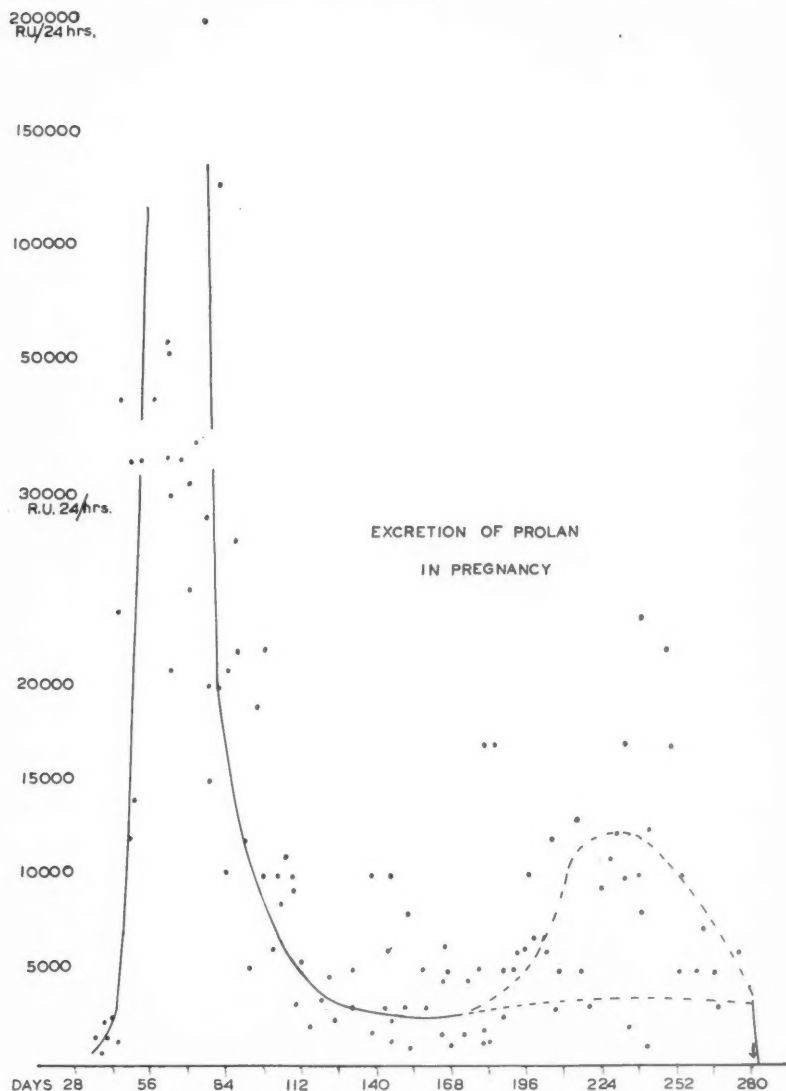 200000
RU/24 hrs.
150000
100000
50000
30000
R.U. 24/hrs.
EXCRETION OF PROLAN
IN PREGNANCY
20000
15000
10000
5000
DAYS 28 56 84 112 140 168 196 224 252 280